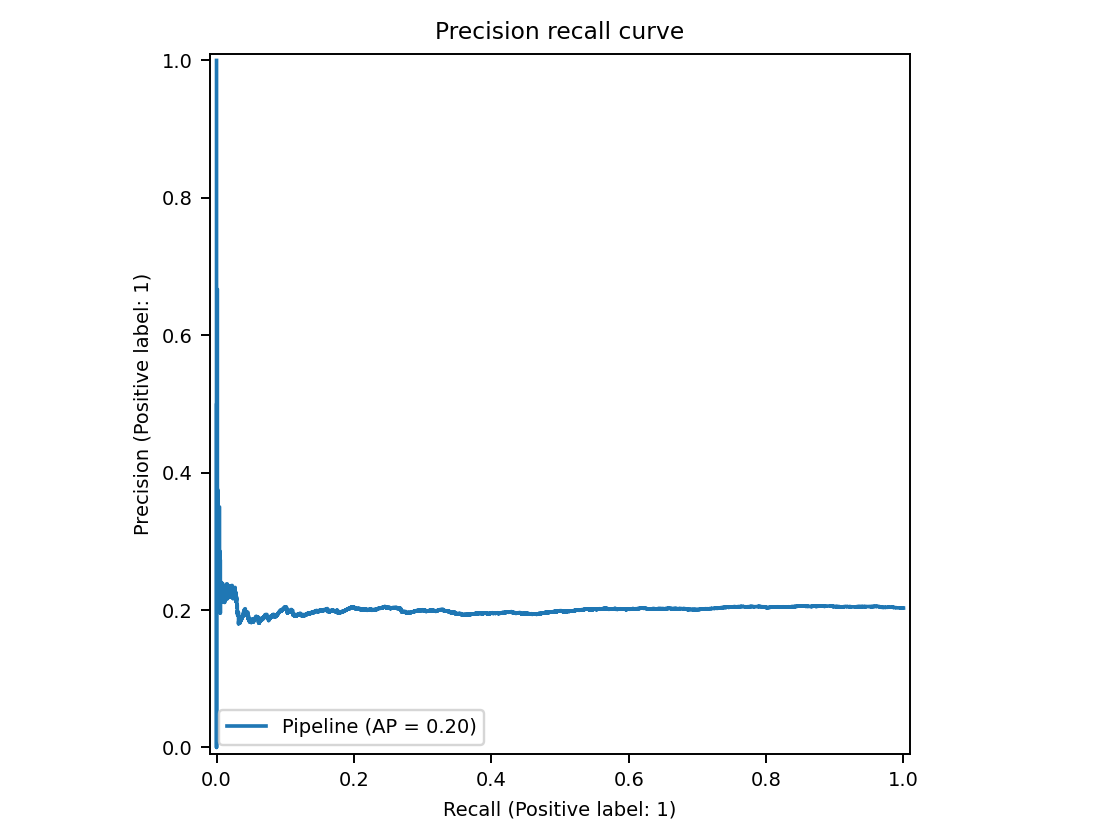 Precision recall curve
1.0
0.8
0.6
0.4
0.2
0.0
Precision (Positive label: 1)
Pipeline (AP = 0.20)
0.0 0.2 0.4 0.6 0.8 1.0
Recall (Positive label: 1)